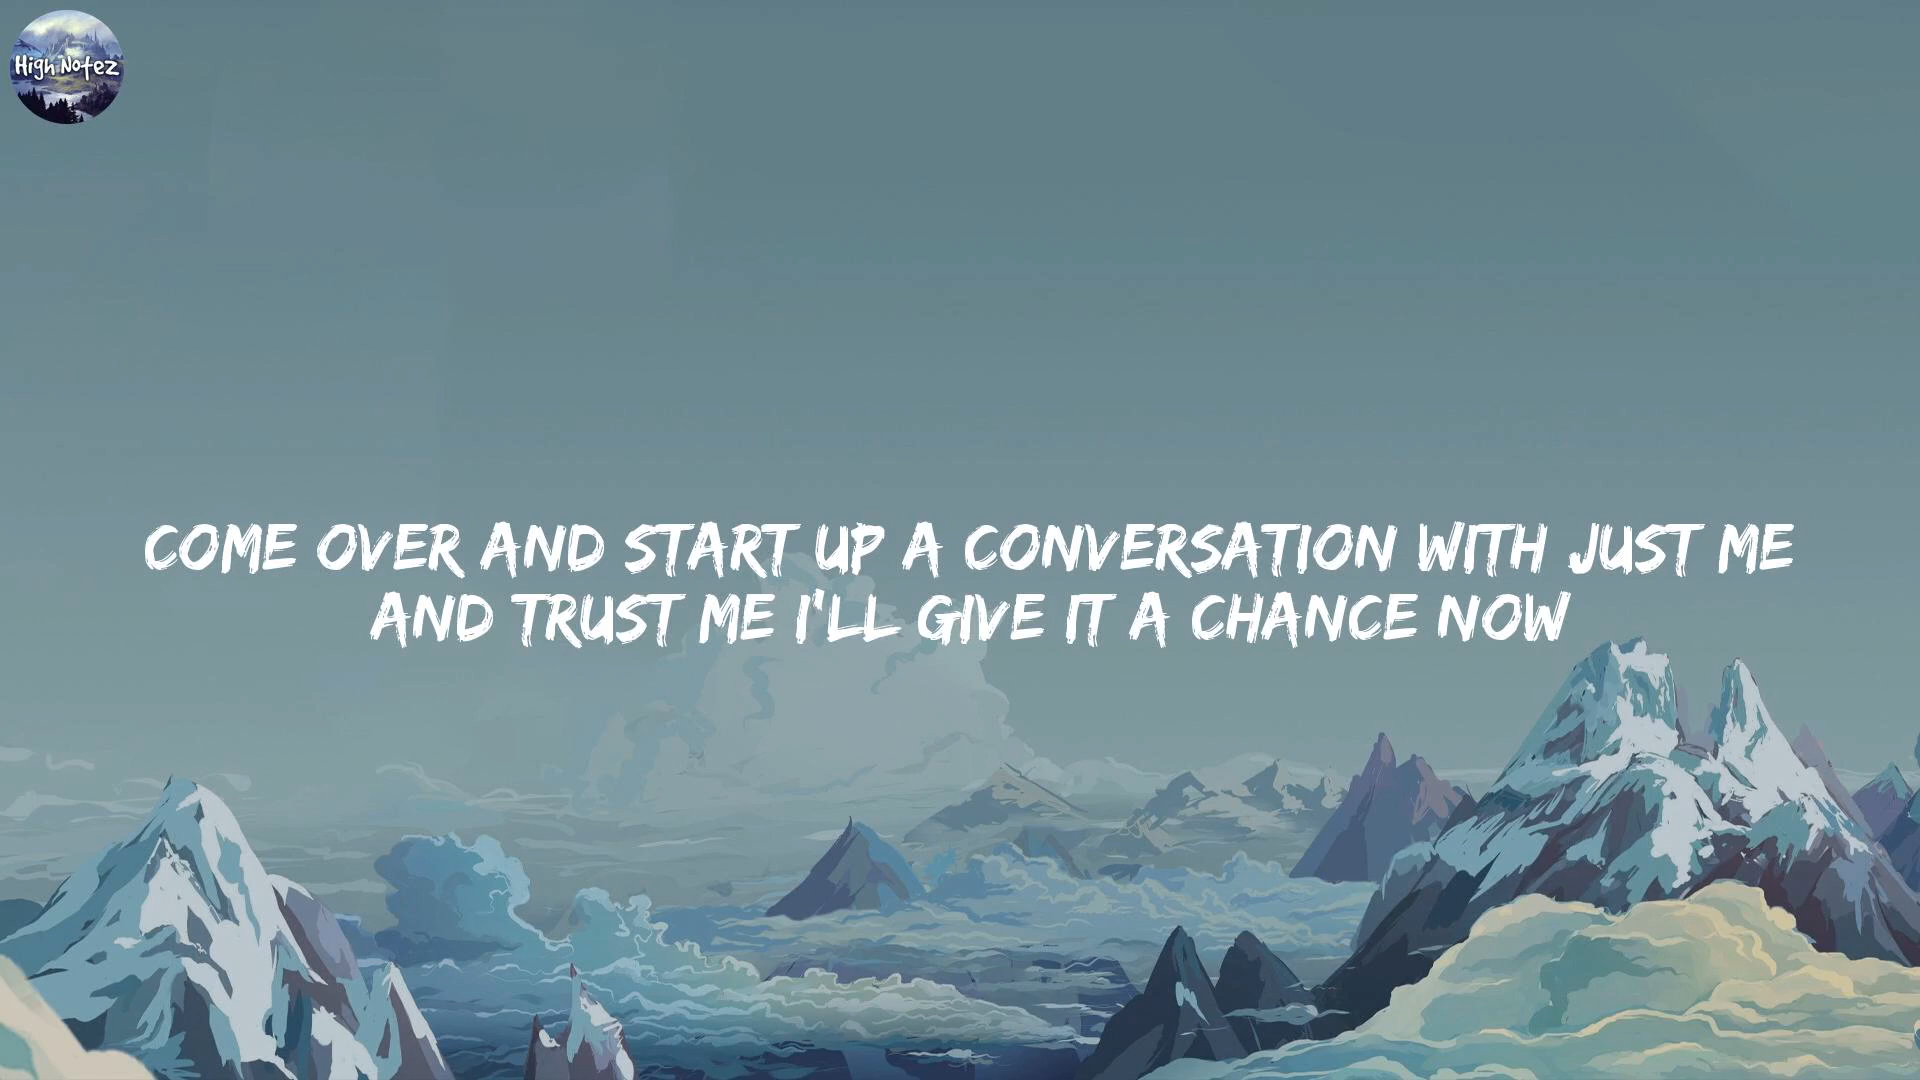 High Notez
COME OVER AND START UP A CONVERSATION WITH JUST ME
AND TRUST ME I'LL GIVE IT A CHANCE NOW